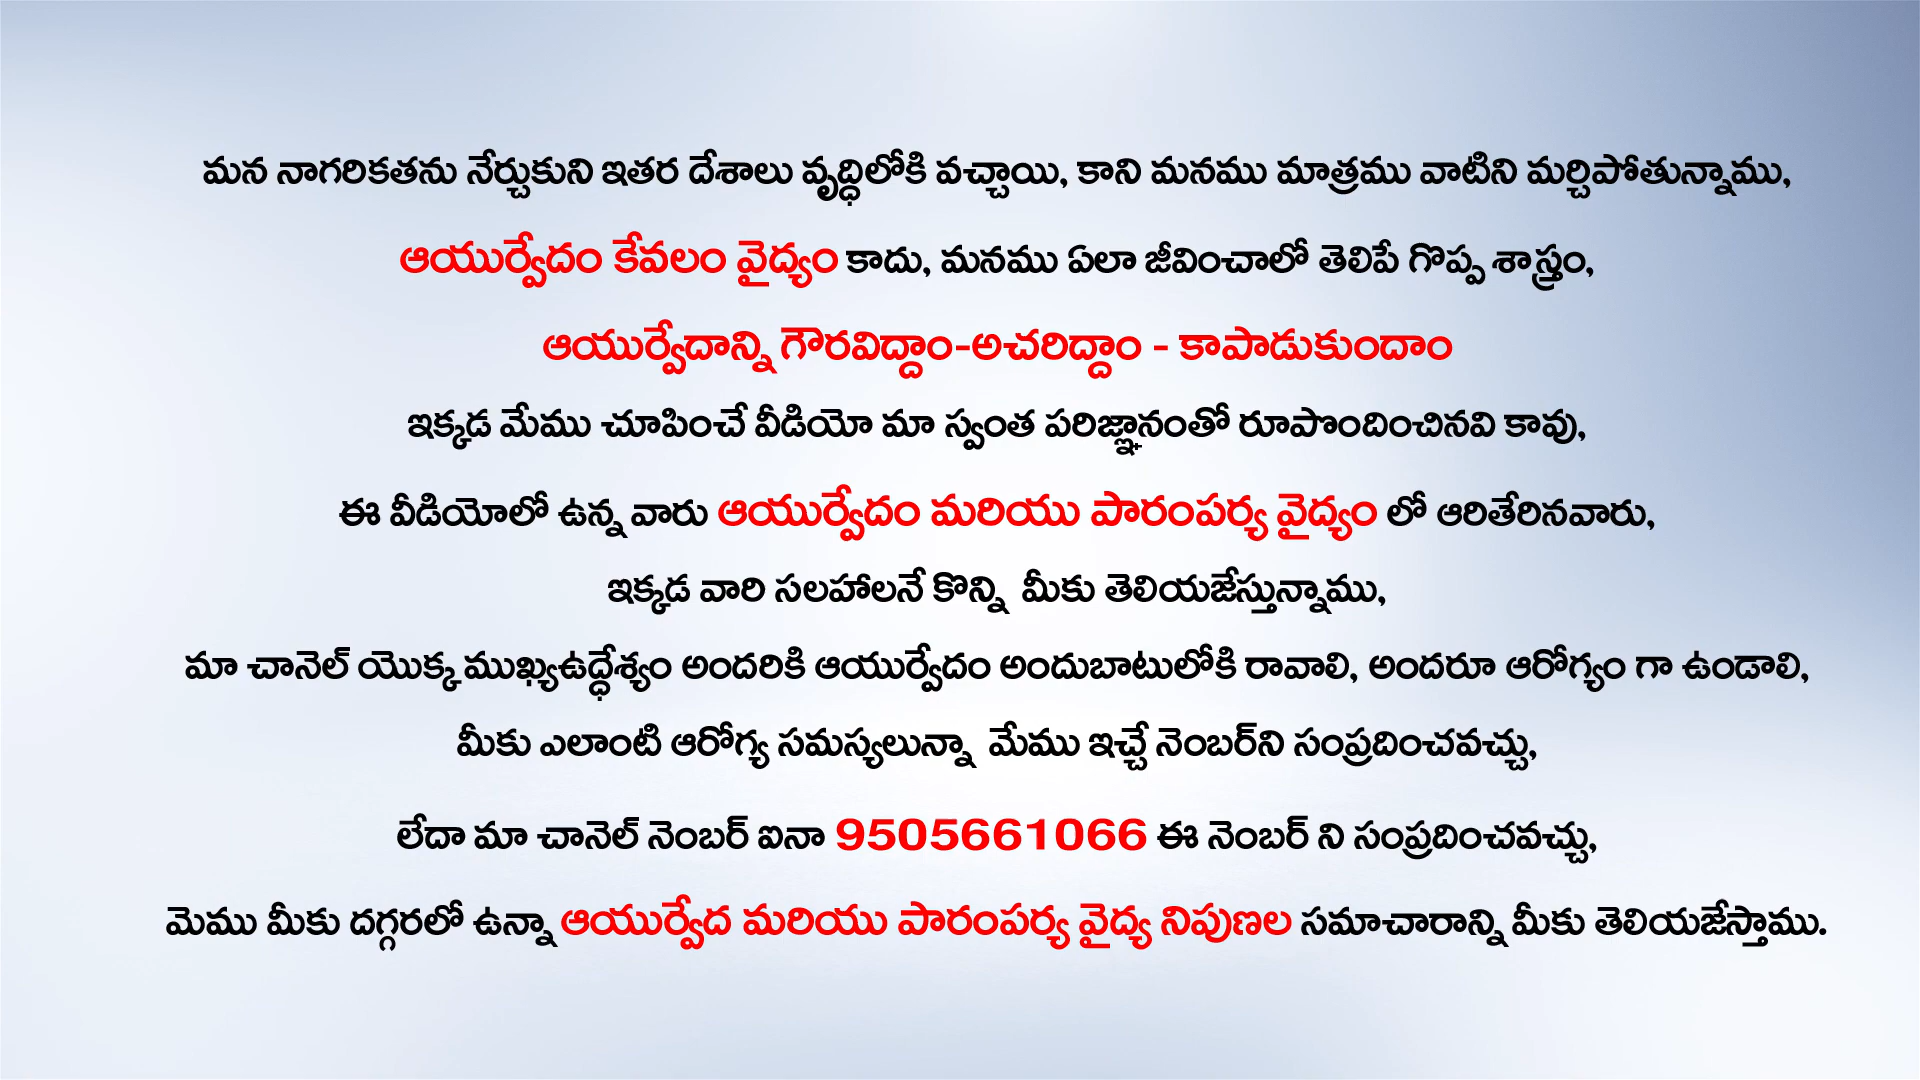 మన నాగరికతను నేర్చుకుని ఇతర దేశాలు వృద్ధిలోకి వచ్చాయి, కాని మనము మాత్రము వాటిని మర్చిపోతున్నాము,
ఆయుర్వేదం కేవలం వైద్యం కాదు, మనము ఏలా జీవించాలో తెలిపే గొప్ప శాస్త్రం,
ఆయుర్వేదాన్ని గౌరవిద్దాం-అచరిద్దాం - కాపాడుకుందాం
ఇక్కడ మేము చూపించే వీడియో మా స్వంత పరిజ్ఞానంతో రూపొందించినవి కావు,
ఈ వీడియోలో ఉన్న వారు ఆయుర్వేదం మరియు పారంపర్య వైద్యం లో ఆరితేరినవారు,
ఇక్కడ వారి సలహాలనే కొన్ని మీకు తెలియజేస్తున్నాము,
మా చానెల్ యొక్క ముఖ్యఉద్ధేశ్యం అందరికి ఆయుర్వేదం అందుబాటులోకి రావాలి, అందరూ ఆరోగ్యం గా ఉండాలి,
మీకు ఎలాంటి ఆరోగ్య సమస్యలున్నా మేము ఇచ్చే నెంబర్‌ని సంప్రదించవచ్చు,
లేదా మా చానెల్ నెంబర్ ఐనా 9505661066 ఈ నెంబర్ ని సంప్రదించవచ్చు,
మెము మీకు దగ్గరలో ఉన్నా ఆయుర్వేద మరియు పారంపర్య వైద్య నిపుణల సమాచారాన్ని మీకు తెలియజేస్తాము.